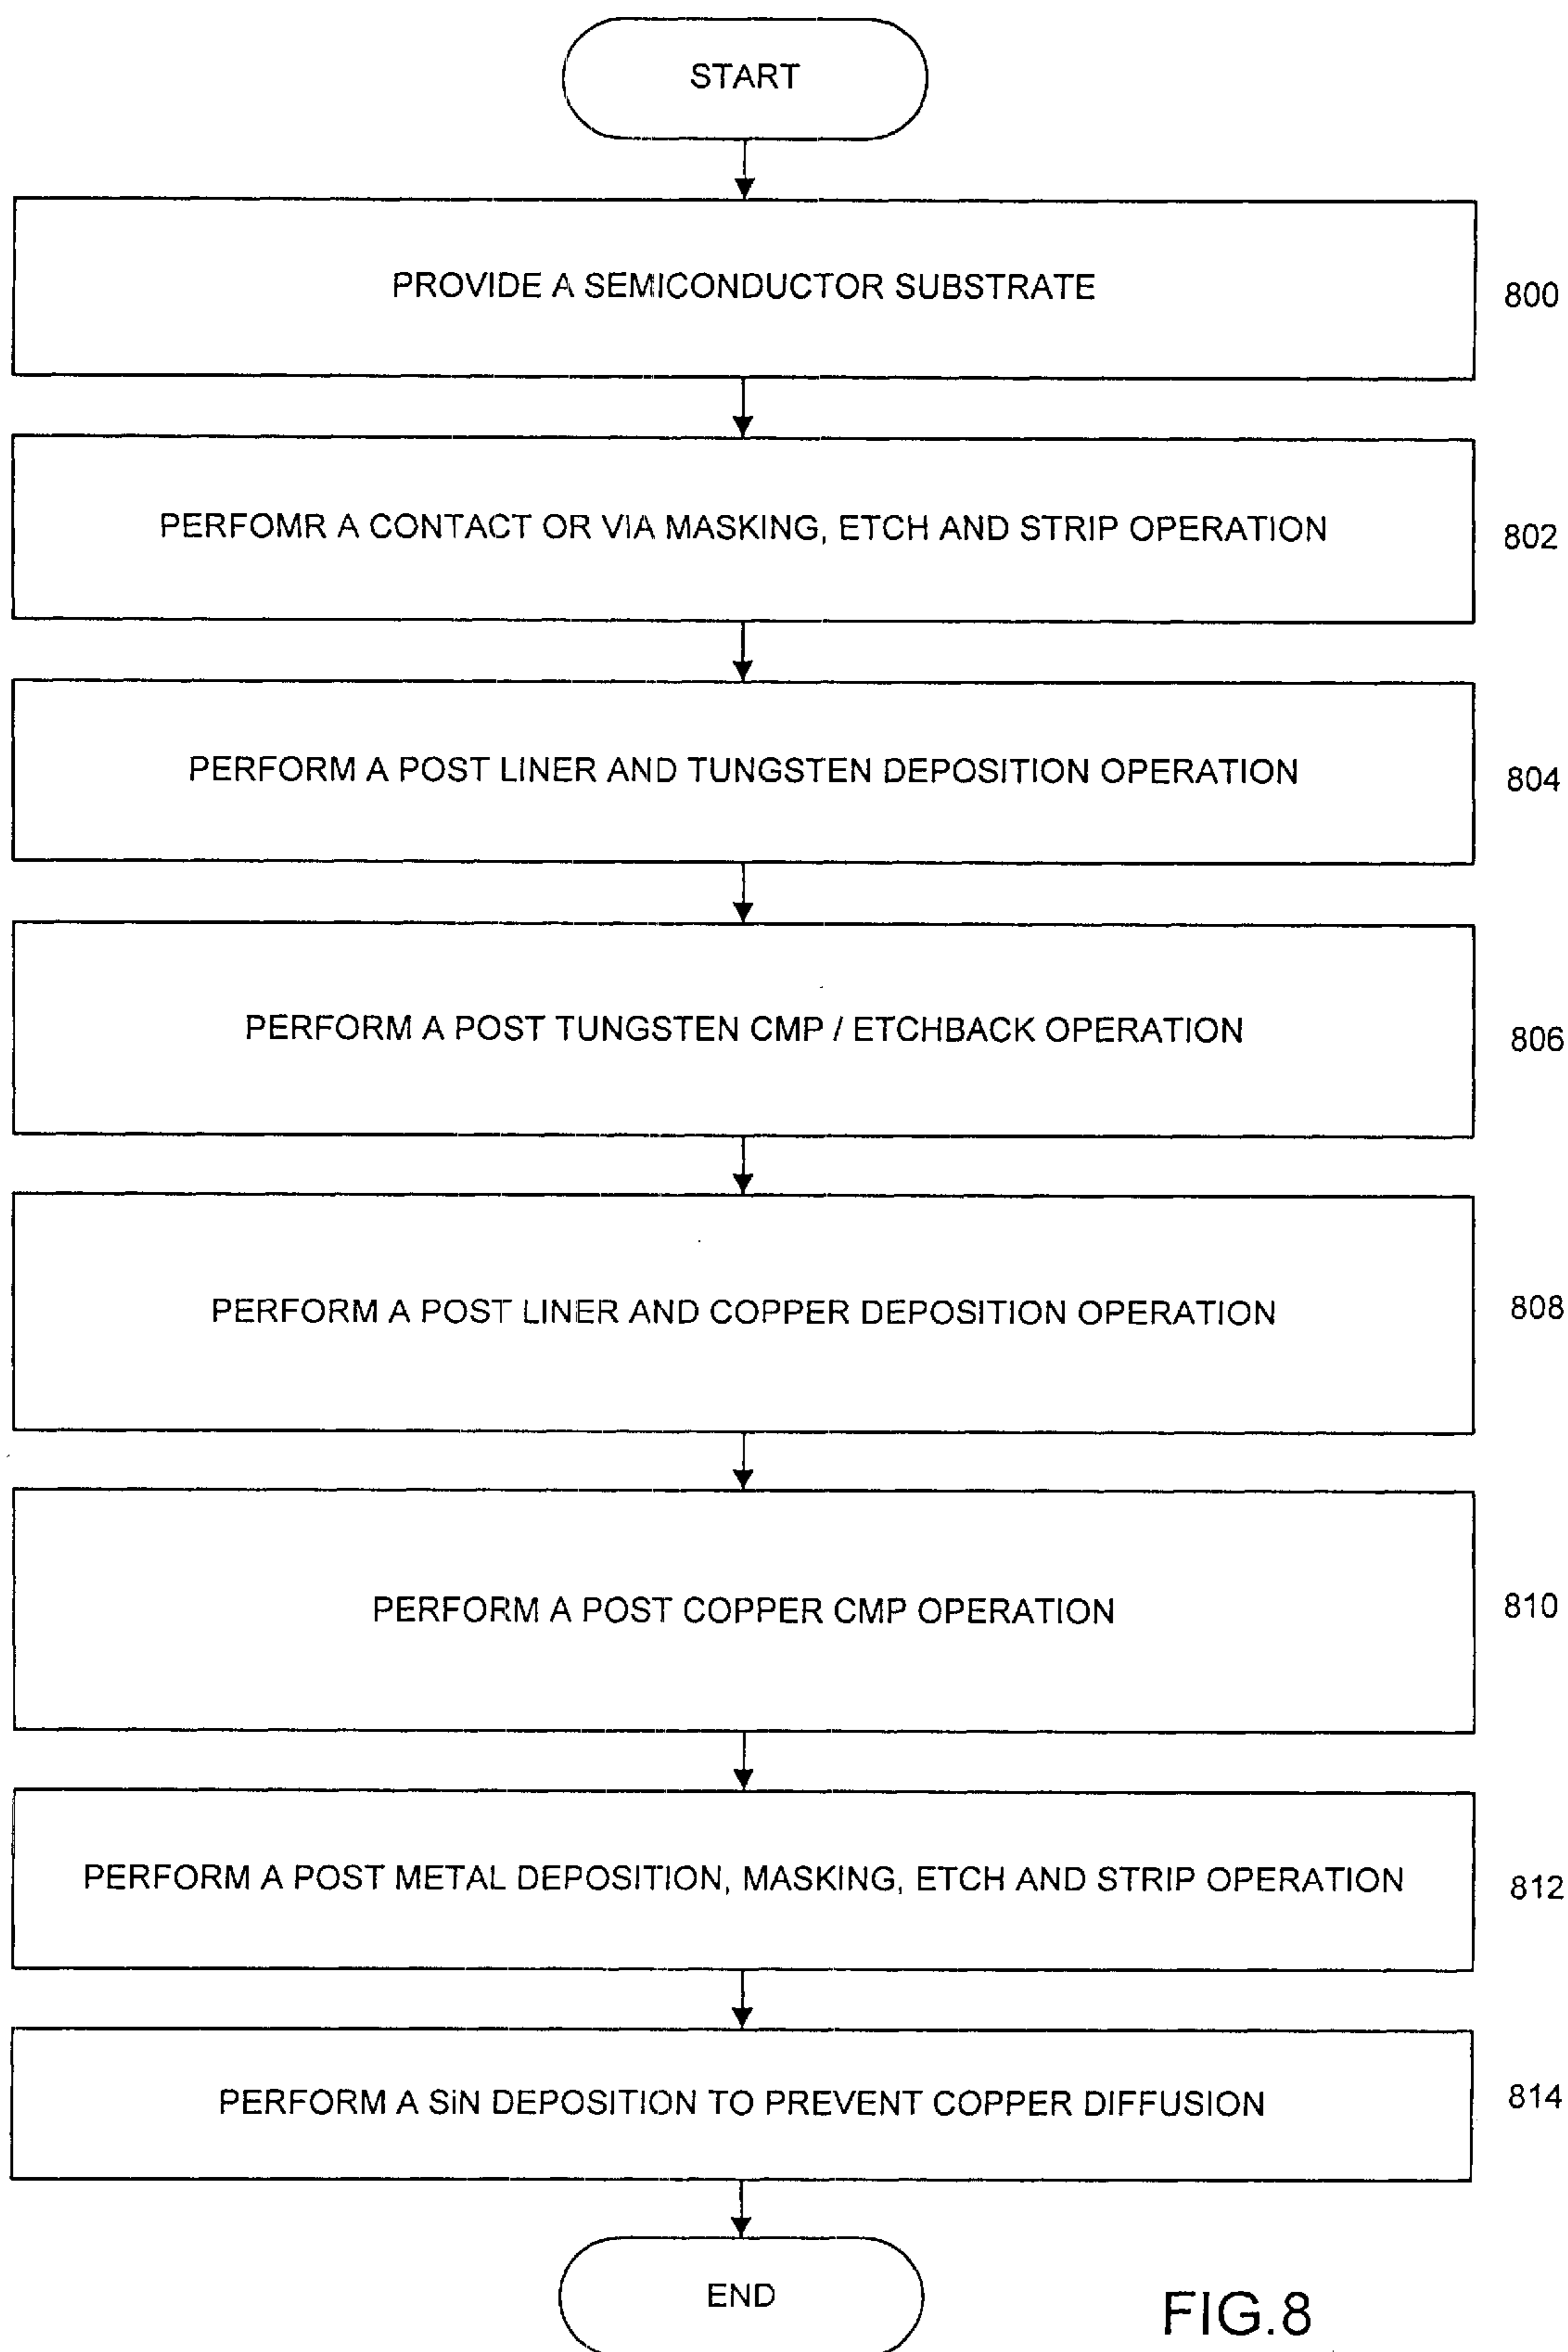 START
PROVIDE A SEMICONDUCTOR SUBSTRATE
800
PERFOMR A CONTACT OR VIA MASKING, ETCH AND STRIP OPERATION
802
PERFORM A POST LINER AND TUNGSTEN DEPOSITION OPERATION
804
PERFORM A POST TUNGSTEN CMP / ETCHBACK OPERATION
806
PERFORM A POST LINER AND COPPER DEPOSITION OPERATION
808
PERFORM A POST COPPER CMP OPERATION
810
PERFORM A POST METAL DEPOSITION, MASKING, ETCH AND STRIP OPERATION
812
PERFORM A SiN DEPOSITION TO PREVENT COPPER DIFFUSION
814
END
FIG.8